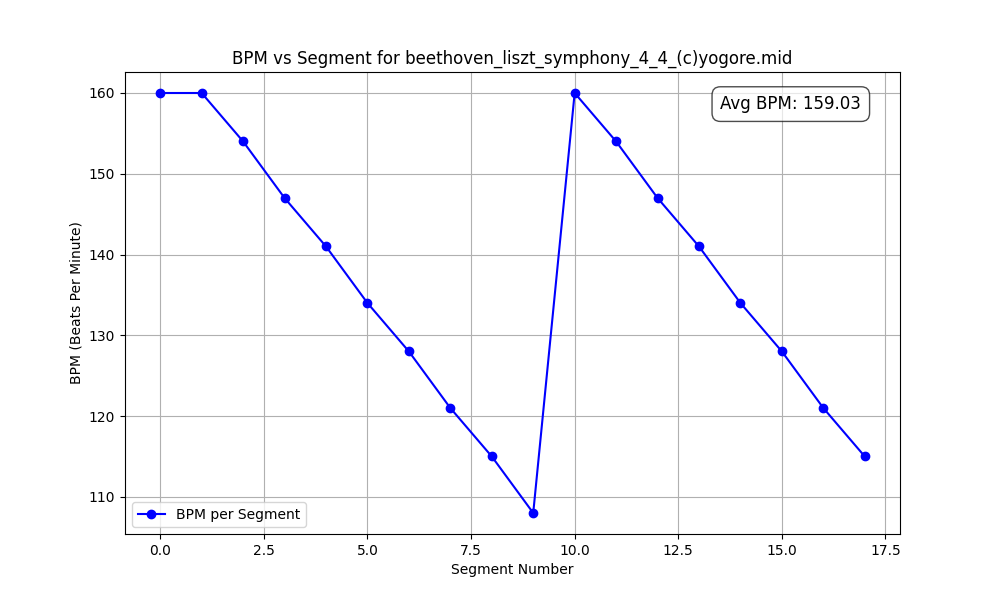 BPM vs Segment for beethoven_liszt_symphony_4_4_(c)yogore.mid
Avg BPM: 159.03
160
150
140
130
120
110
BPM (Beats Per Minute)
BPM per Segment
0.0 2.5 5.0 7.5 10.0 12.5 15.0 17.5
Segment Number